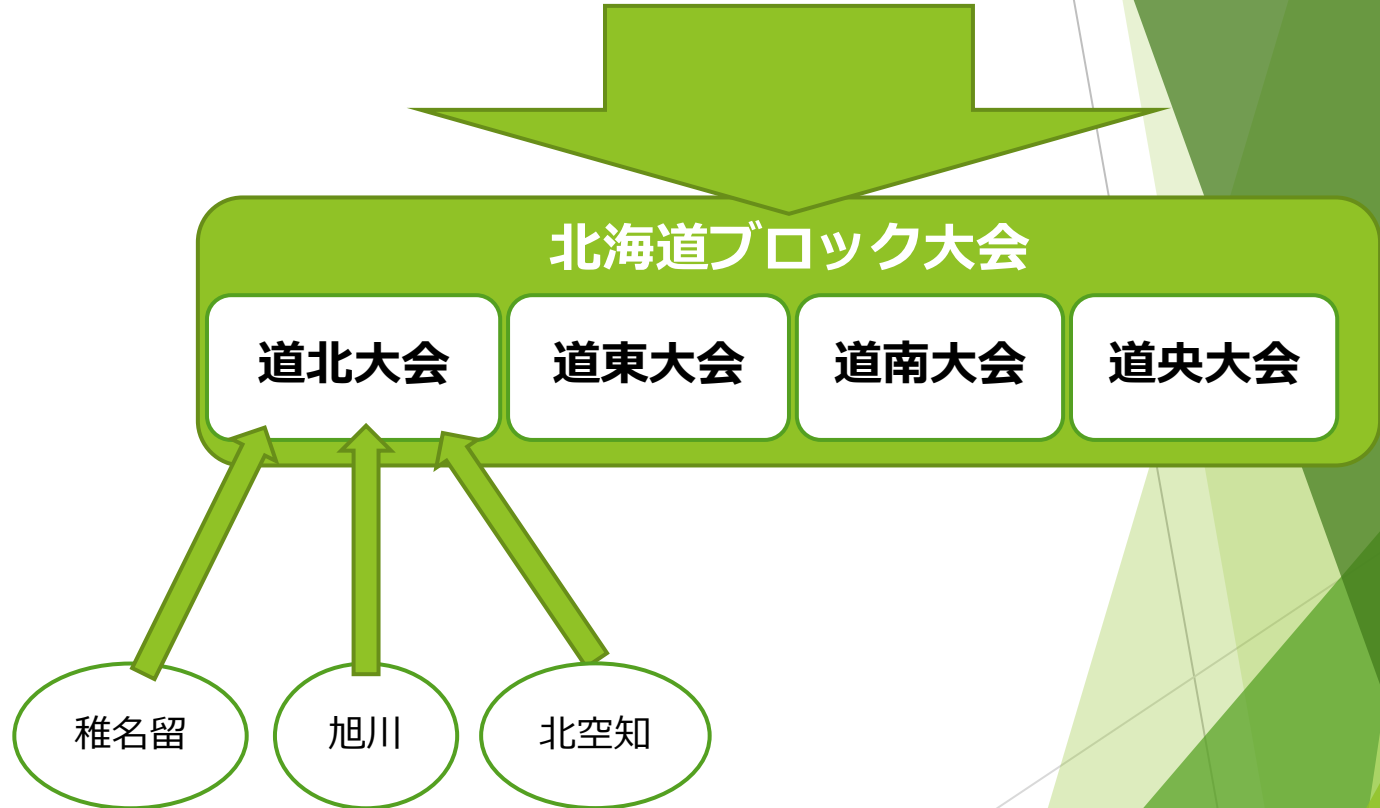 北海道ブロック大会
道北大会
道東大会
道南大会
道央大会
稚名留
旭川
北空知